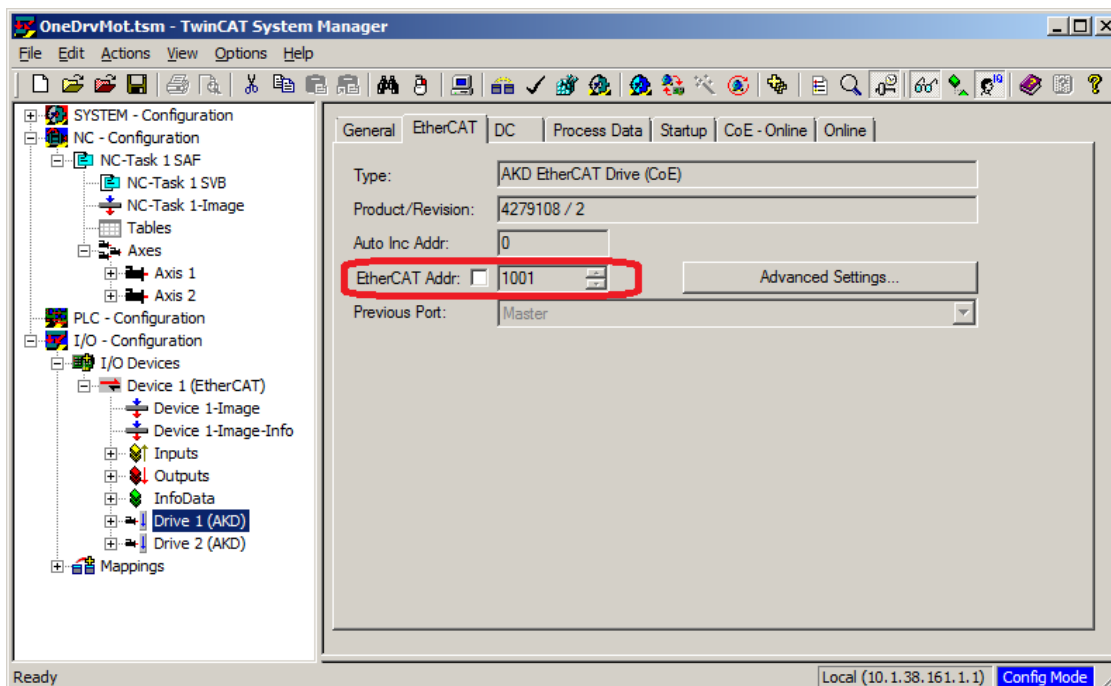 OneDrvMot.tsm - TwinCAT System Manager
File Edit Actions View Options Help
SYSTEM - Configuration
NC - Configuration
NC-Task 1 SAF
NC-Task 1 SVB
NC-Task 1-Image
Tables
Axes
Axis 1
Axis 2
PLC - Configuration
I/O - Configuration
I/O Devices
Device 1 (EtherCAT)
Device 1-Image
Device 1-Image-Info
Inputs
Outputs
InfoData
Drive 1 (AKD)
Drive 2 (AKD)
Mappings
General EtherCAT DC Process Data Startup CoE - Online Online
Type: AKD EtherCAT Drive (CoE)
Product/Revision: 4279108 / 2
Auto Inc Addr: 0
EtherCAT Addr: 1001 Advanced Settings...
Previous Port: Master
Ready Local (10.1.38.161.1.1) Config Mode